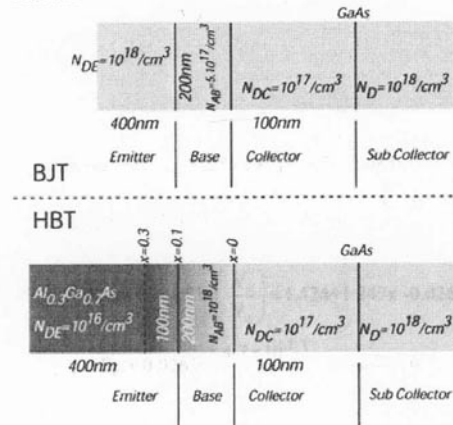 GaAs
N_DE=10^18/cm^3
200nm
N_AB=5.10^17/cm^3
N_DC=10^17/cm^3
N_D=10^18/cm^3
400nm
100nm
Emitter
Base
Collector
Sub Collector
BJT
HBT
x=0.3
x=0.1
x=0
GaAs
Al_0.3Ga_0.7As
N_DE=10^16/cm^3
100nm
200nm
N_AB=10^18/cm^3
N_DC=10^17/cm^3
N_D=10^18/cm^3
400nm
100nm
Emitter
Base
Collector
Sub Collector